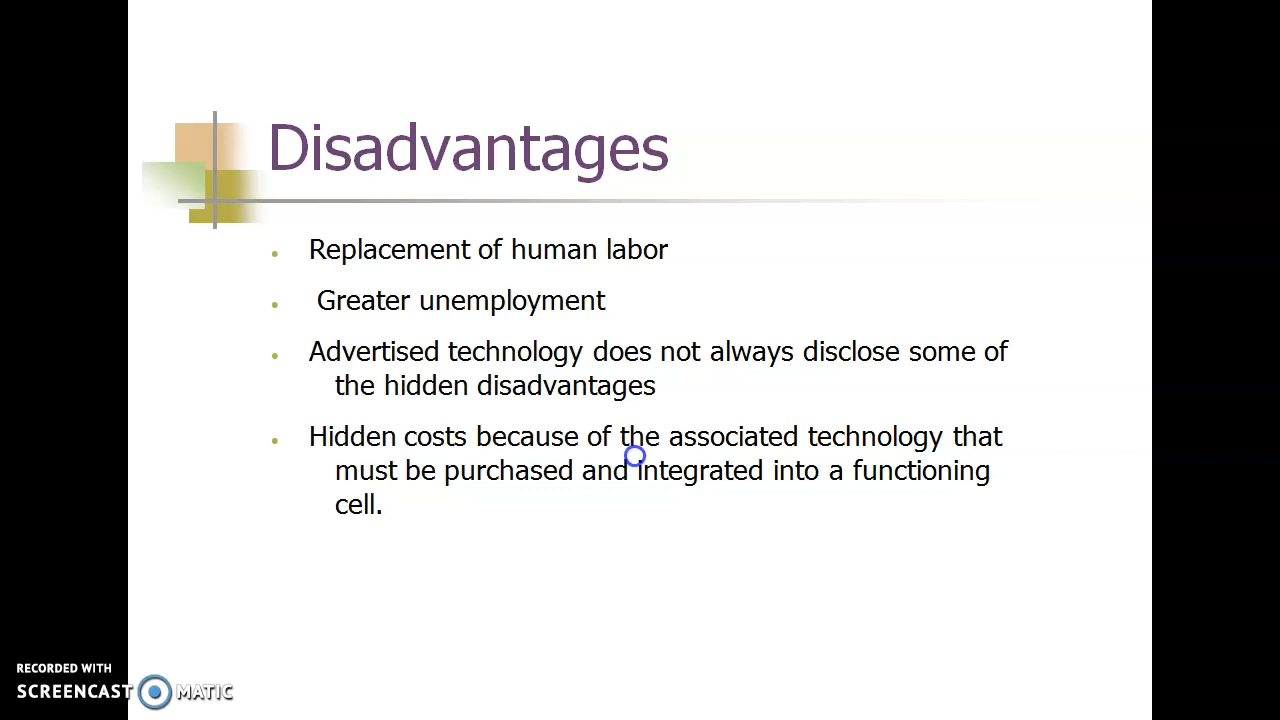 Disadvantages
• Replacement of human labor
• Greater unemployment
• Advertised technology does not always disclose some of
the hidden disadvantages
• Hidden costs because of the associated technology that
must be purchased and integrated into a functioning
cell.
RECORDED WITH
SCREENCAST MATIC